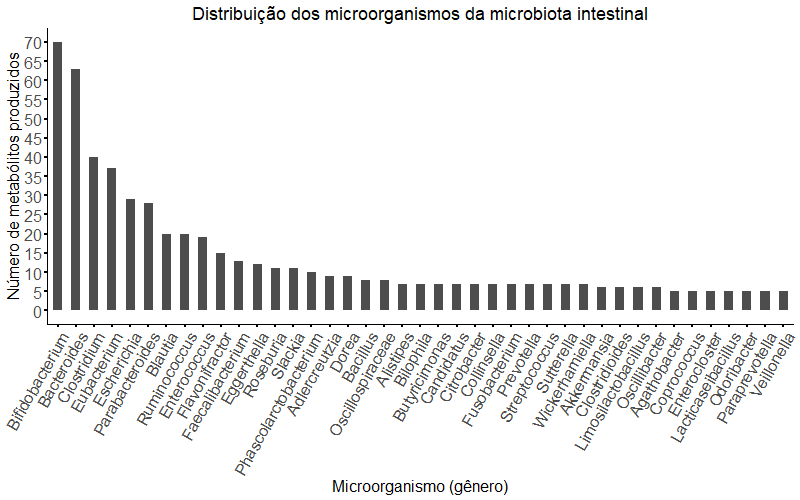 Distribuição dos microorganismos da microbiota intestinal
Número de metabólitos produzidos
70
65
60
55
50
45
40
35
30
25
20
15
10
5
0
Bifidobacterium
Bacteroides
Clostridium
Eubacterium
Escherichia
Parabacteroides
Blautia
Ruminococcus
Enterococcus
Flavonifractor
Faecalibacterium
Eggerthella
Roseburia
Slackia
Phascolarctobacterium
Adlercreutzia
Dorea
Bacillus
Oscillospiraceae
Alistipes
Bilophila
Butyricimonas
Candidatus
Citrobacter
Collinsella
Fusobacterium
Prevotella
Streptococcus
Sutterella
Wickerhamiella
Akkermansia
Clostridioides
Limosilactobacillus
Oscillibacter
Agathobacter
Coprococcus
Enterocloster
Lacticaseibacillus
Odoribacter
Paraprevotella
Veillonella
Microorganismo (gênero)